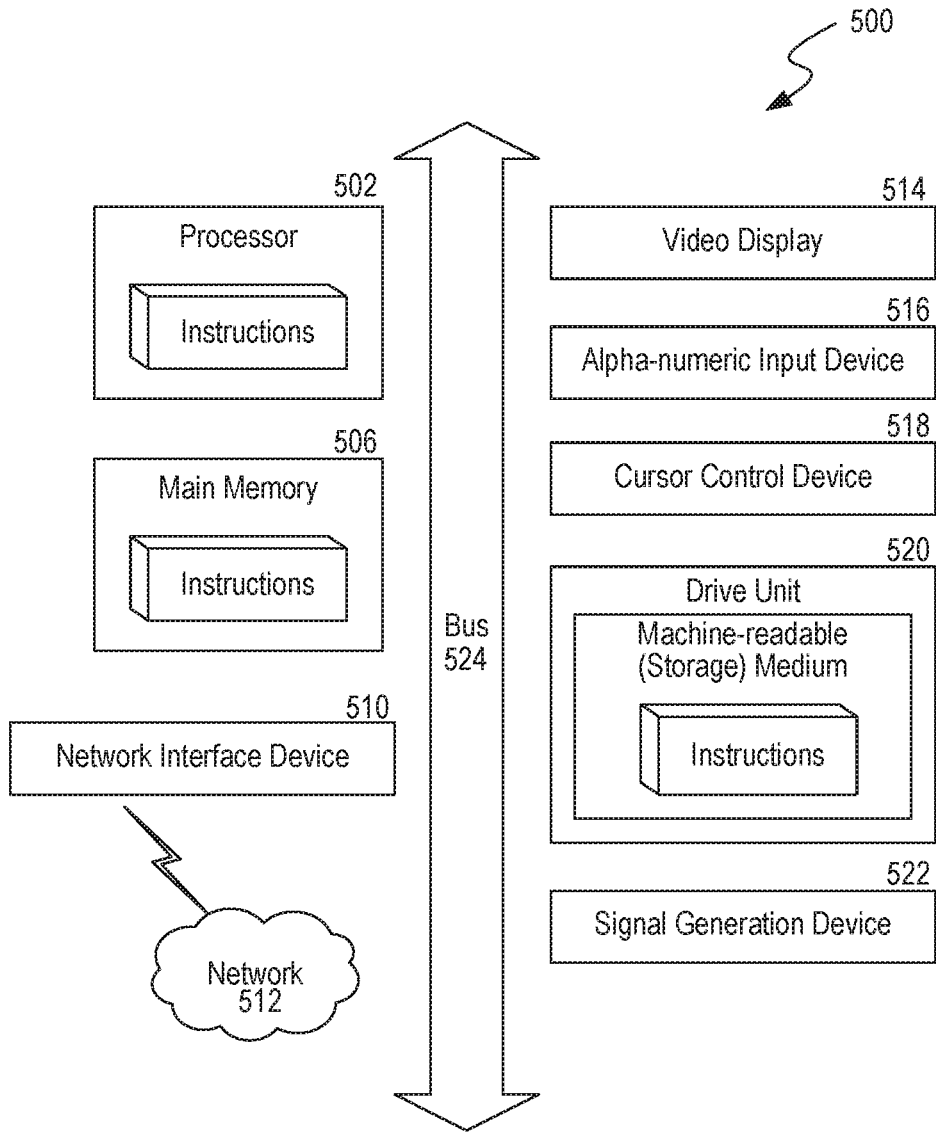 500
502
Processor
Instructions
506
Main Memory
Instructions
510
Network Interface Device
Network
512
Bus
524
514
Video Display
516
Alpha-numeric Input Device
518
Cursor Control Device
520
Drive Unit
Machine-readable
(Storage) Medium
Instructions
522
Signal Generation Device